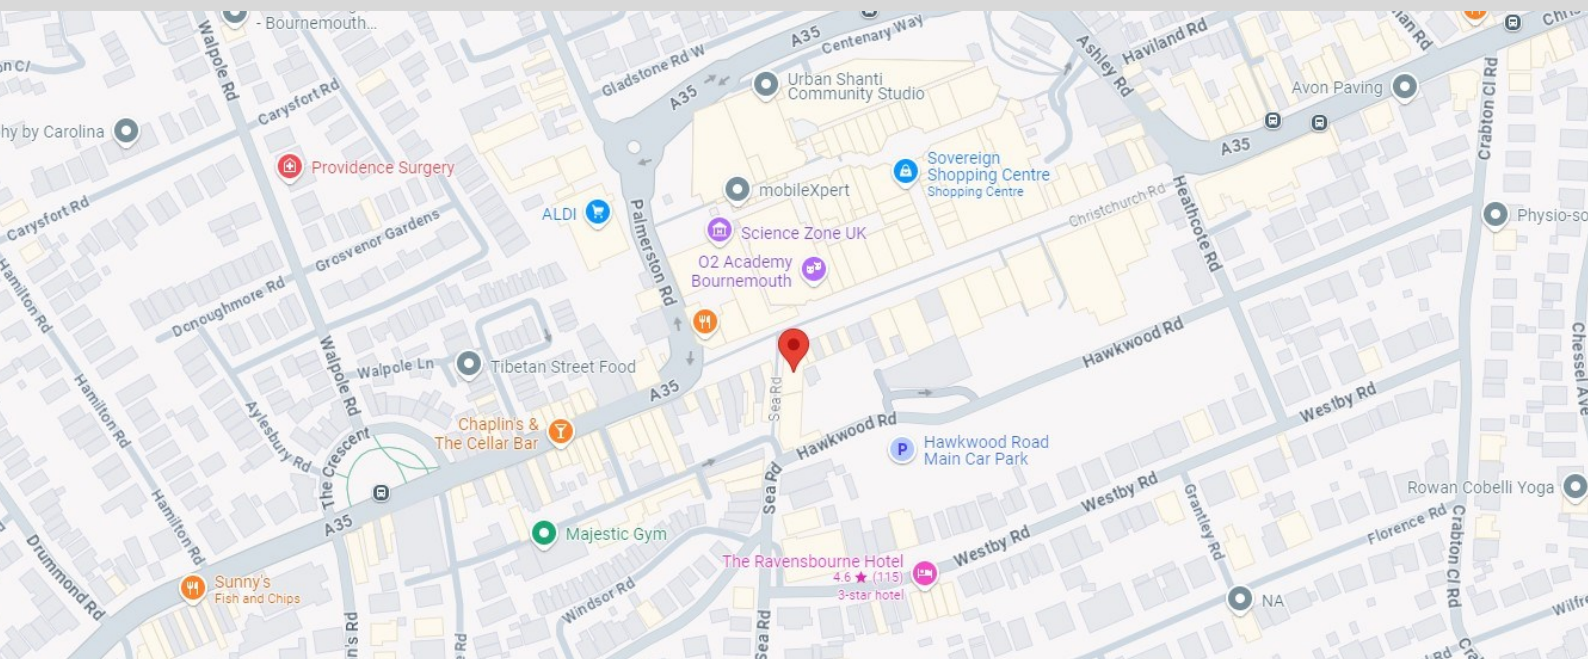 - Bournemouth...
Walpole Rd
Carysfort Rd
hy by Carolina
Providence Surgery
Carysfort Rd
Grosvenor Gardens
Donoughmore Rd
Hamilton Rd
Walpole Rd
Walpole Ln
Hamilton Rd
Aylesbury Rd
The Crescent
Hamilton Rd
Drummond Rd
A35
Sunny's
Fish and Chips
Gladstone Rd W
A35
A35
Centenary Way
Urban Shanti
Community Studio
ALDI
Palmerston Rd
mobileXpert
Science Zone UK
O2 Academy
Bournemouth
Sovereign
Shopping Centre
Shopping Centre
Christchurch Rd
Tibetan Street Food
A35
Chaplin's &
The Cellar Bar
Sea Rd
Hawkwood Rd
Hawkwood Rd
P
Hawkwood Road
Main Car Park
Majestic Gym
Sea Rd
The Ravensbourne Hotel
4.6 ★ (115)
3-star hotel
Windsor Rd
Sea Rd
Westby Rd
Westby Rd
Westby Rd
Ashley Rd
Haviland Rd
Avon Paving
A35
Heathcote Rd
Crabton Cl Rd
Physio-so
Chessel Ave
Rowan Cobelli Yoga
Grantley Rd
Florence Rd
Crabton Cl Rd
NA